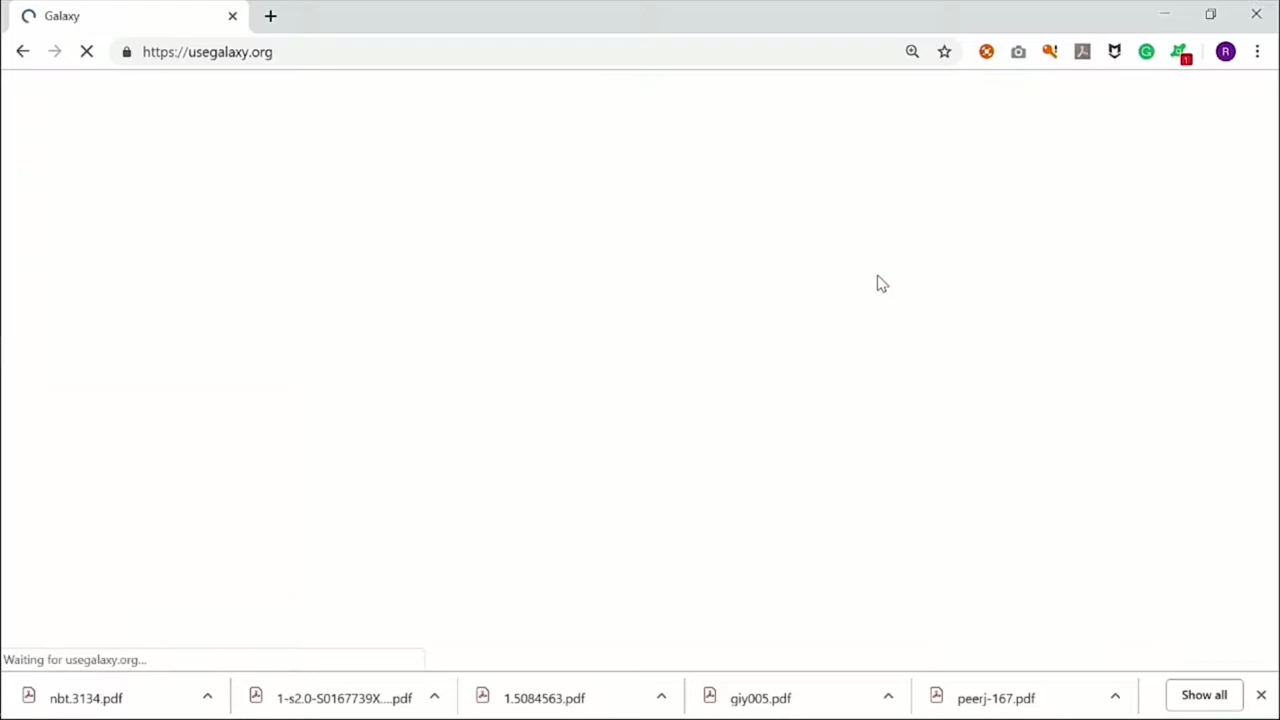 Galaxy
https://usegalaxy.org
1
R
Waiting for usegalaxy.org...
nbt.3134.pdf
1-s2.0-S0167739X....pdf
1.5084563.pdf
giy005.pdf
peerj-167.pdf
Show all